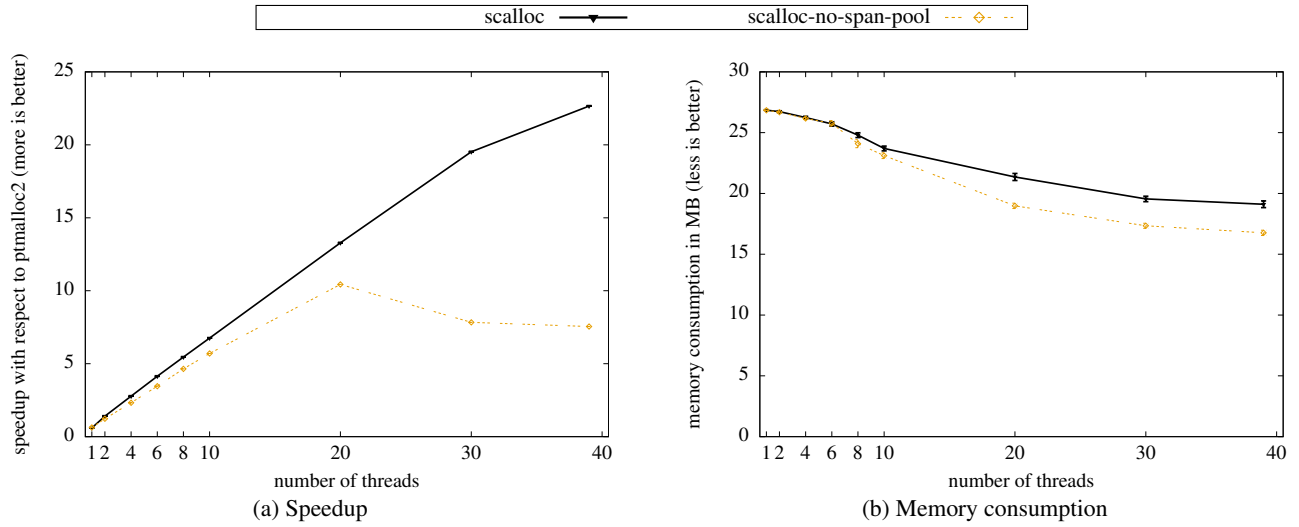 scalloc
scalloc-no-span-pool
speedup with respect to ptmalloc2 (more is better)
25
20
15
10
5
0
1 2 4 6 8 10 20 30 40
number of threads
(a) Speedup
memory consumption in MB (less is better)
30
25
20
15
10
5
0
1 2 4 6 8 10 20 30 40
number of threads
(b) Memory consumption